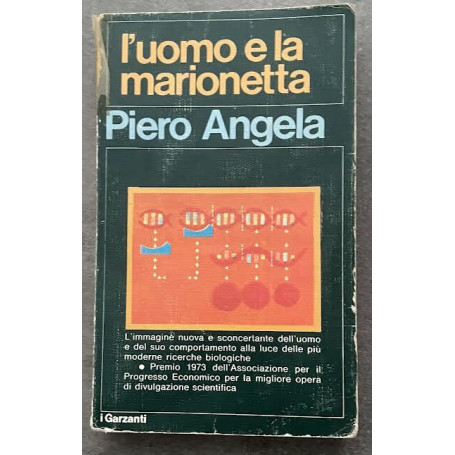 l'uomo e la
marionetta
Piero Angela
L'immagine nuova e sconcertante dell'uomo
e del suo comportamento alla luce delle più
moderne ricerche biologiche
● Premio 1973 dell'Associazione per il
Progresso Economico per la migliore opera
di divulgazione scientifica
i Garzanti